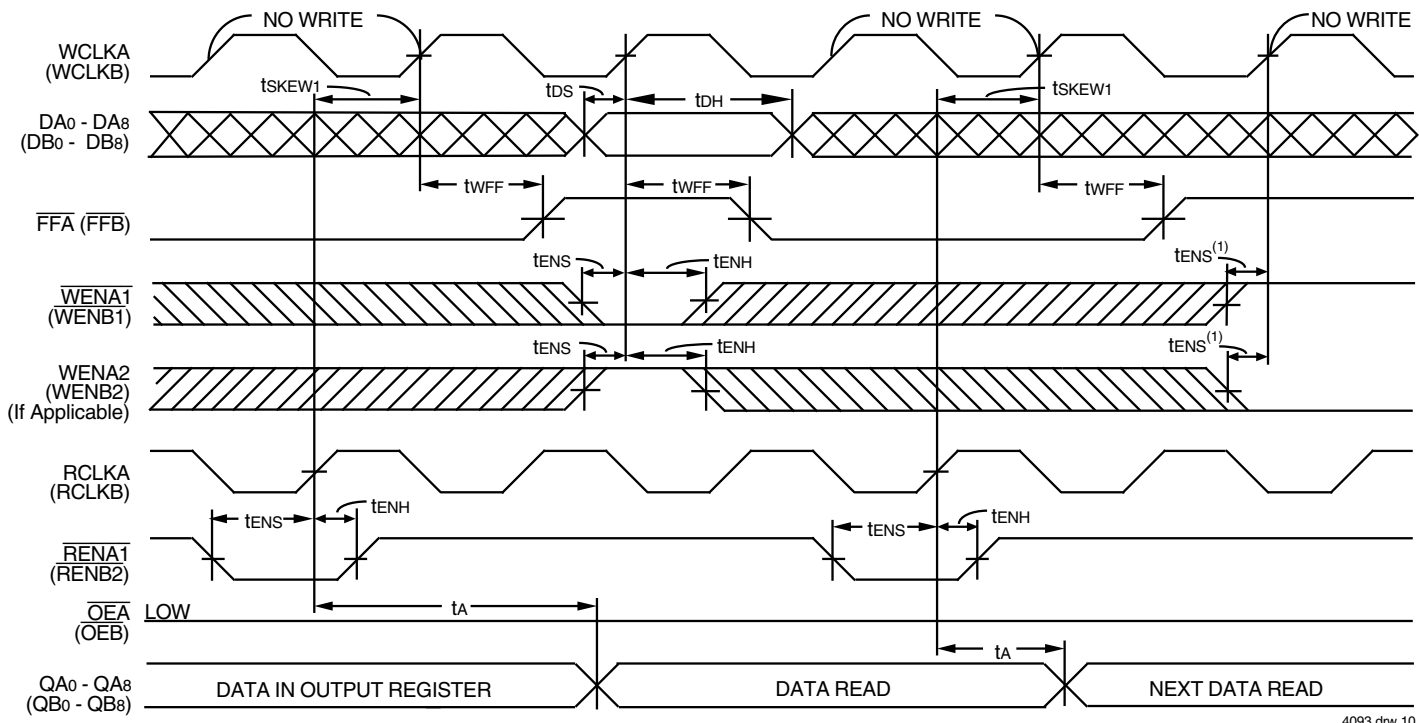 NO WRITE NO WRITE NO WRITE
WCLKA
(WCLKB)
tSKEW1 tDS tDH tSKEW1
DA0 - DA8
(DB0 - DB8)
tWFF tWFF tWFF
FFA (FFB)
tENS tENH tENS(1)
WENA1
(WENB1)
tENS tENH tENS(1)
WENA2
(WENB2)
(If Applicable)
RCLKA
(RCLKB)
tENS tENH tENS tENH
RENA1
(RENB2)
tA
OEA LOW
(OEB)
tA
QA0 - QA8
(QB0 - QB8)
DATA IN OUTPUT REGISTER DATA READ NEXT DATA READ
4093 drw 10